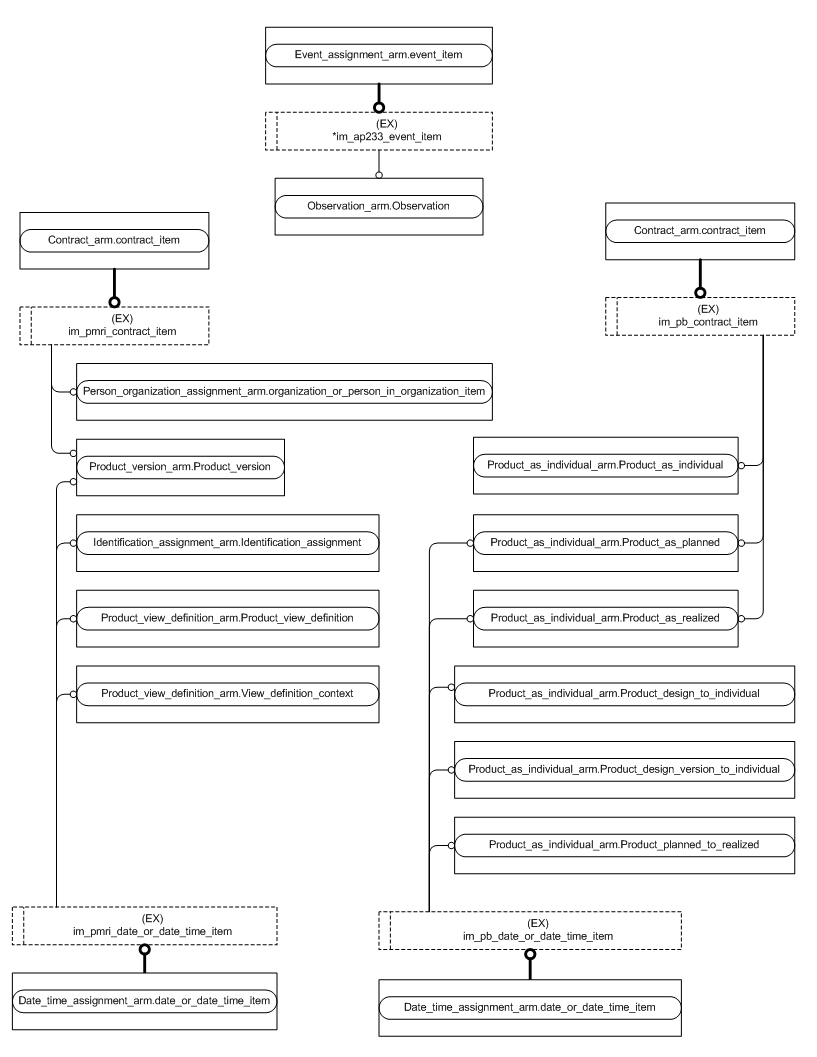 Event_assignment_arm.event_item
(EX)
*im_ap233_event_item
Observation_arm.Observation
Contract_arm.contract_item
(EX)
im_pmri_contract_item
Contract_arm.contract_item
(EX)
im_pb_contract_item
Person_organization_assignment_arm.organization_or_person_in_organization_item
Product_version_arm.Product_version
Identification_assignment_arm.Identification_assignment
Product_view_definition_arm.Product_view_definition
Product_view_definition_arm.View_definition_context
Product_as_individual_arm.Product_as_individual
Product_as_individual_arm.Product_as_planned
Product_as_individual_arm.Product_as_realized
Product_as_individual_arm.Product_design_to_individual
Product_as_individual_arm.Product_design_version_to_individual
Product_as_individual_arm.Product_planned_to_realized
(EX)
im_pmri_date_or_date_time_item
Date_time_assignment_arm.date_or_date_time_item
(EX)
im_pb_date_or_date_time_item
Date_time_assignment_arm.date_or_date_time_item